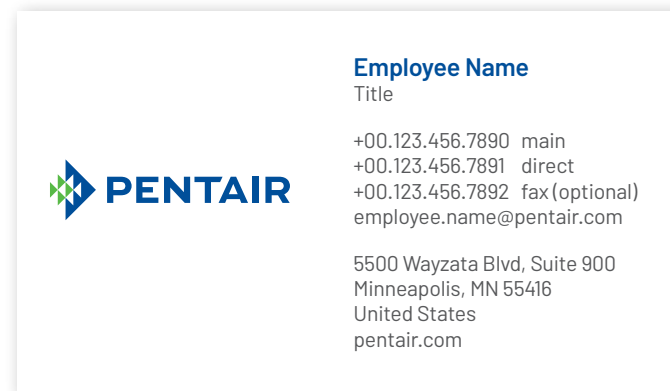 PENTAIR
Employee Name
Title
+00.123.456.7890 main
+00.123.456.7891 direct
+00.123.456.7892 fax (optional)
employee.name@pentair.com
5500 Wayzata Blvd, Suite 900
Minneapolis, MN 55416
United States
pentair.com